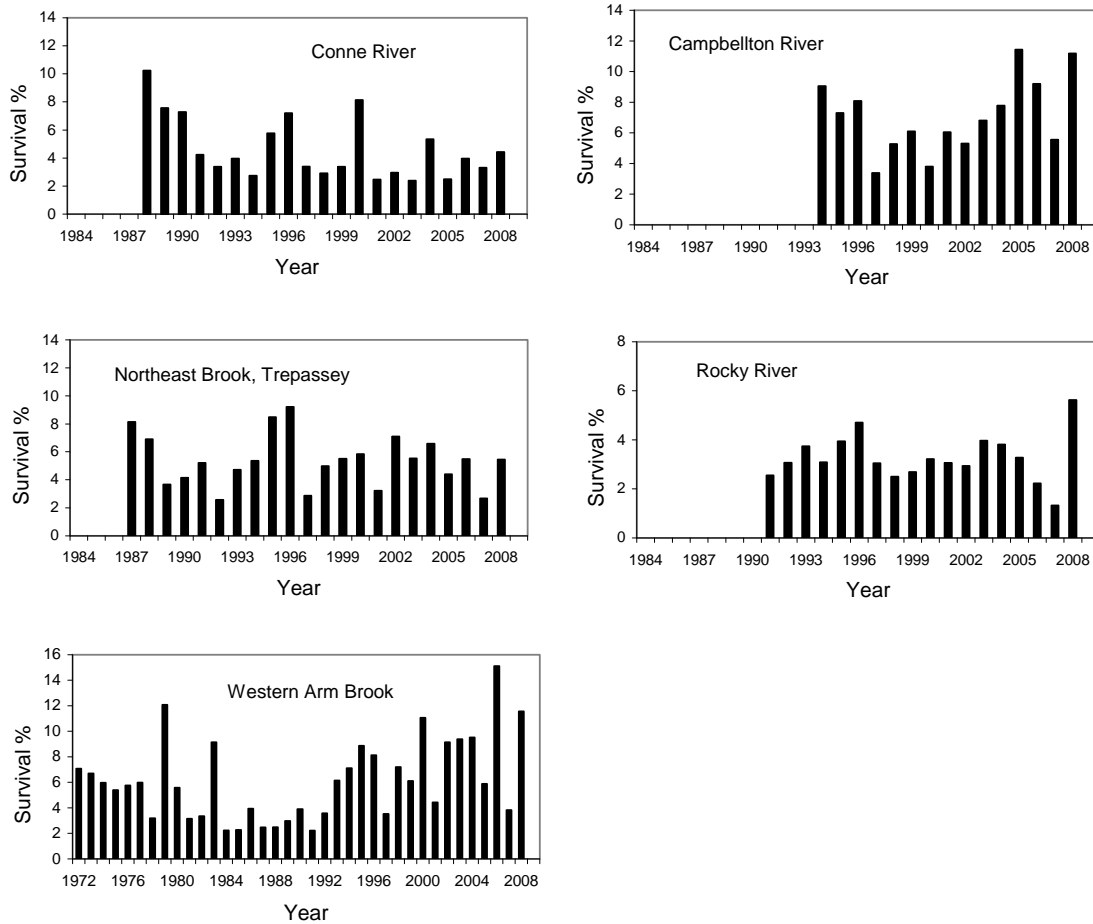 Conne River
Survival %
14
12
10
8
6
4
2
0
1984 1987 1990 1993 1996 1999 2002 2005 2008
Year
Campbellton River
Survival %
14
12
10
8
6
4
2
0
1984 1987 1990 1993 1996 1999 2002 2005 2008
Year
Northeast Brook, Trepassey
Survival %
14
12
10
8
6
4
2
0
1984 1987 1990 1993 1996 1999 2002 2005 2008
Year
Rocky River
Survival %
8
6
4
2
0
1984 1987 1990 1993 1996 1999 2002 2005 2008
Year
Western Arm Brook
Survival %
16
14
12
10
8
6
4
2
0
1972 1976 1980 1984 1988 1992 1996 2000 2004 2008
Year